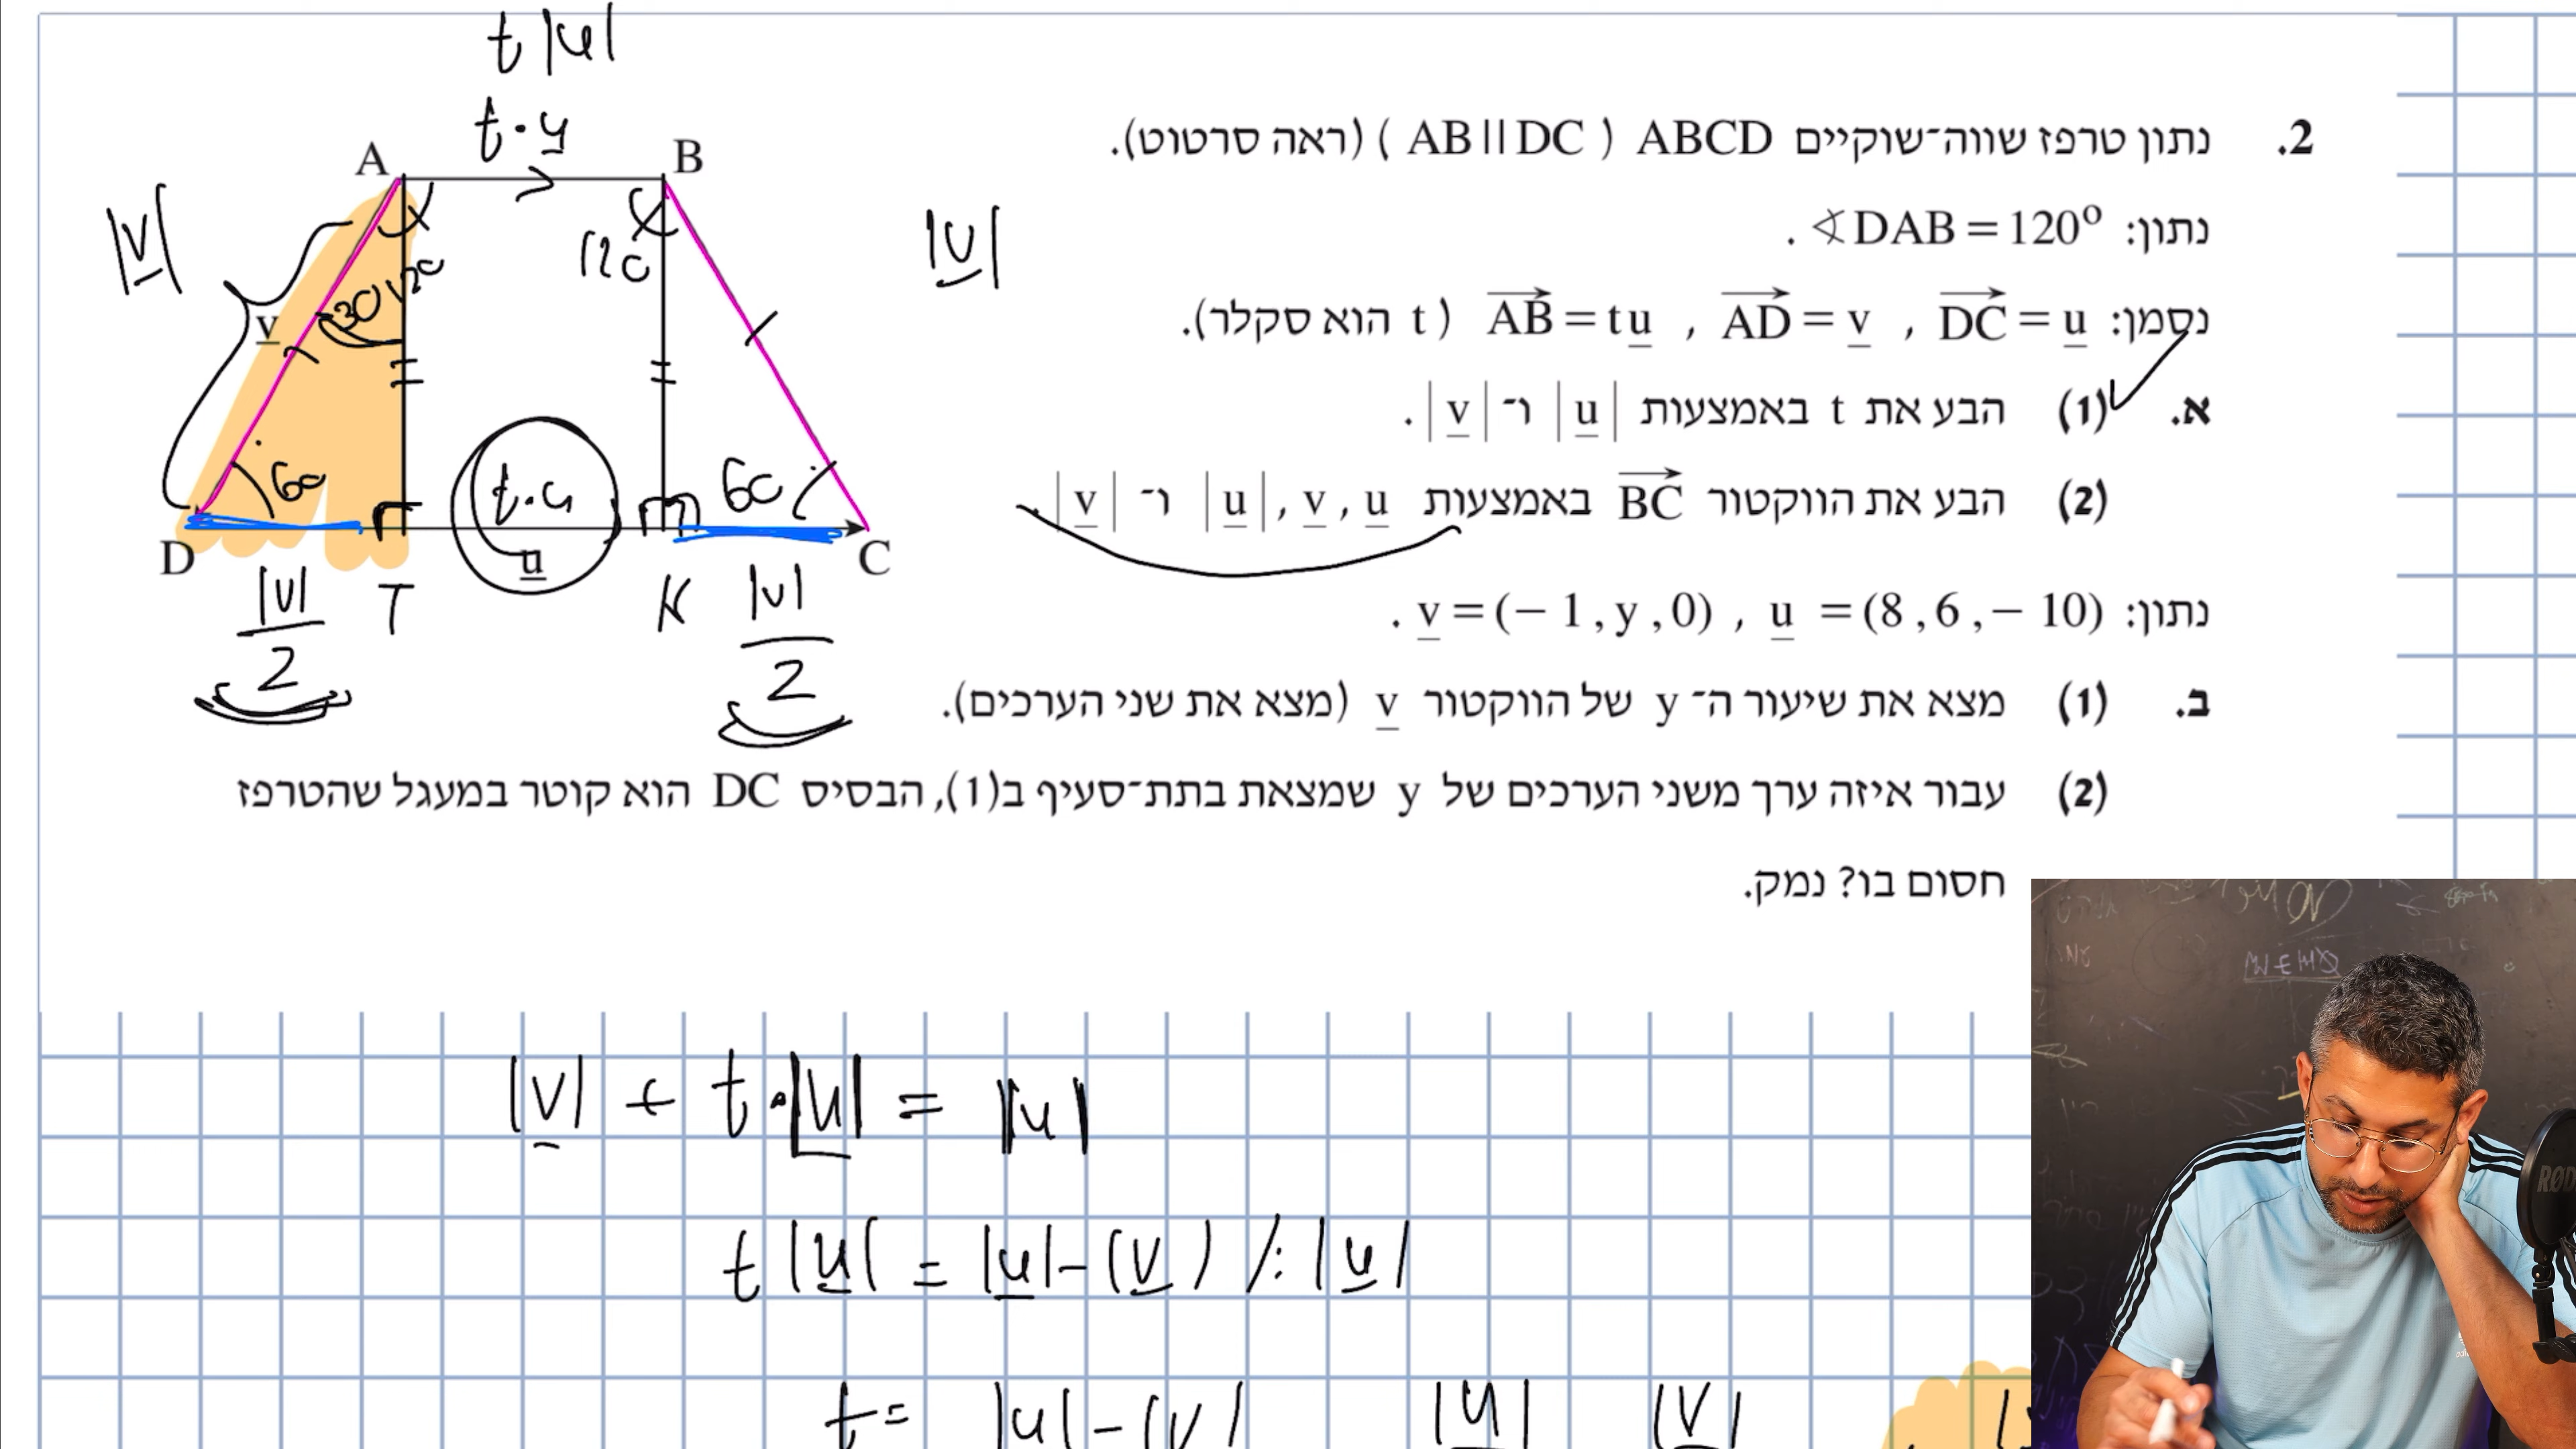 t|u|
t·u
A
B
|v|
|v|
v
30
120
120
60
60
t·u
u
D
T
K
C
|v|/2
|v|/2
2. נתון טרפז שווה־שוקיים ABCD ( AB || DC ) (ראה סרטוט).
נתון: ∢DAB = 120° .
נסמן: DC = u , AD = v , AB = tu ( t הוא סקלר).
א. (1) הבע את t באמצעות |u| ו־ |v| .
(2) הבע את הווקטור BC באמצעות u , v , |u| ו־ |v| .
נתון: u = (8 , 6 , − 10) , v = (− 1 , y , 0) .
ב. (1) מצא את שיעור ה־ y של הווקטור v (מצא את שני הערכים).
(2) עבור איזה ערך משני הערכים של y שמצאת בתת־סעיף ב(1), הבסיס DC הוא קוטר במעגל שהטרפז
חסום בו? נמק.
|v| + t·|u| = |u|
t|u| = |u| - |v| /: |u|
t = |u| - |v| |u| |v|
RØD